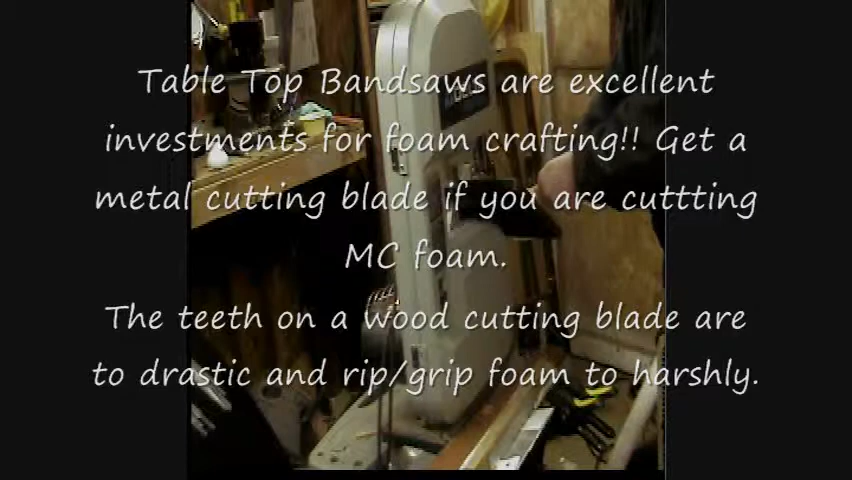 Table Top Bandsaws are excellent
investments for foam crafting!! Get a
metal cutting blade if you are cuttting
MC foam.
The teeth on a wood cutting blade are
to drastic and rip/grip foam to harshly.